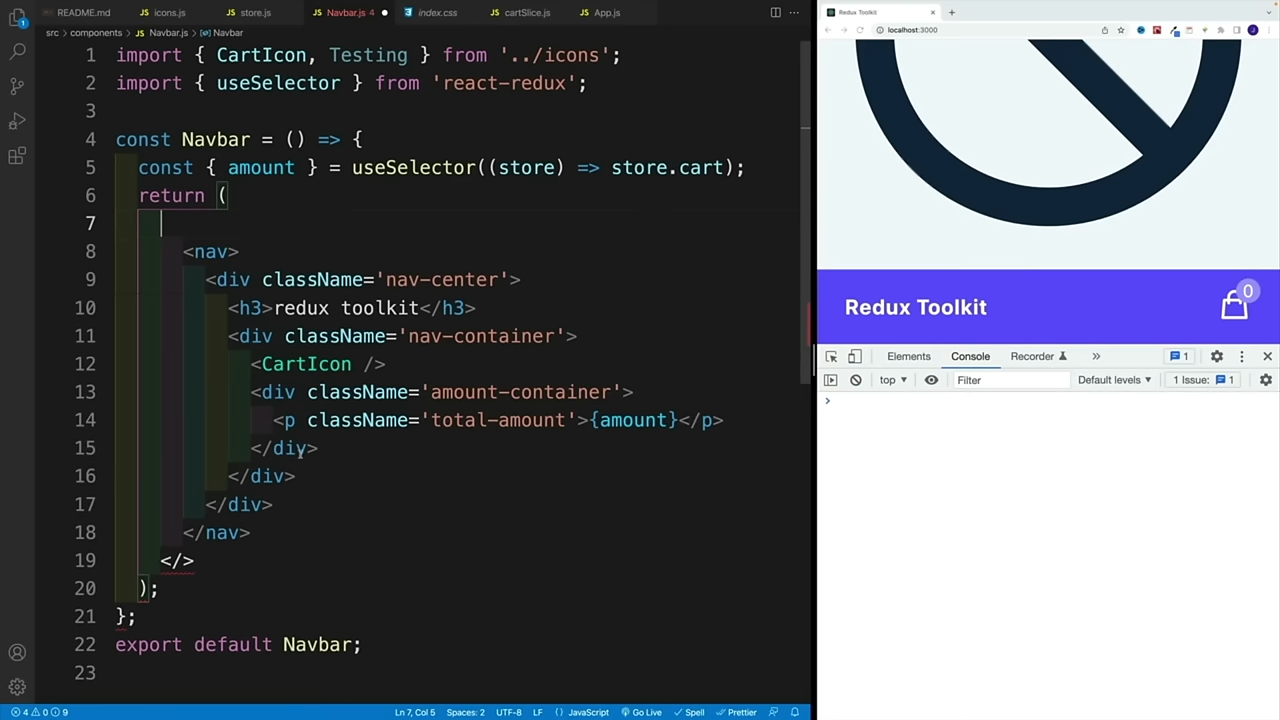 README.md icons.js store.js Navbar.js 4 index.css cartSlice.js App.js
src components Navbar.js Navbar
1 import { CartIcon, Testing } from '../icons';
2 import { useSelector } from 'react-redux';
3
4 const Navbar = () => {
5 const { amount } = useSelector((store) => store.cart);
6 return (
7
8 <nav>
9 <div className='nav-center'>
10 <h3>redux toolkit</h3>
11 <div className='nav-container'>
12 <CartIcon />
13 <div className='amount-container'>
14 <p className='total-amount'>{amount}</p>
15 </div>
16 </div>
17 </div>
18 </nav>
19 </>
20 );
21 };
22 export default Navbar;
23
4 0 9 Ln 7, Col 5 Spaces: 2 UTF-8 LF JavaScript Go Live Spell Prettier
1
Redux Toolkit
localhost:3000
J
Redux Toolkit 0
Elements Console Recorder 1
top Filter Default levels 1 Issue: 1